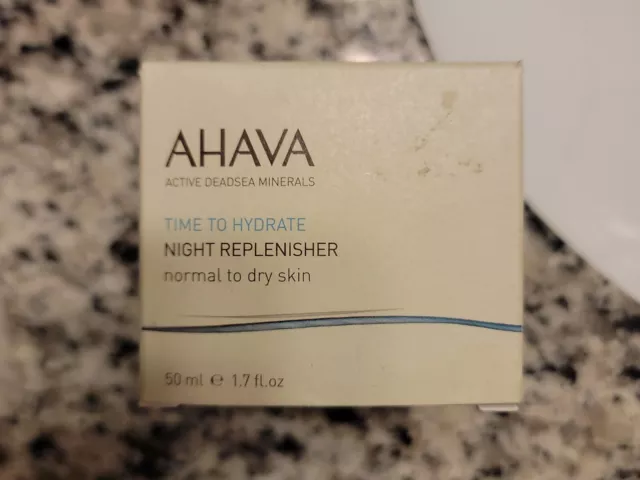 AHAVA
ACTIVE DEADSEA MINERALS
TIME TO HYDRATE
NIGHT REPLENISHER
normal to dry skin
50 ml ℮ 1.7 fl.oz